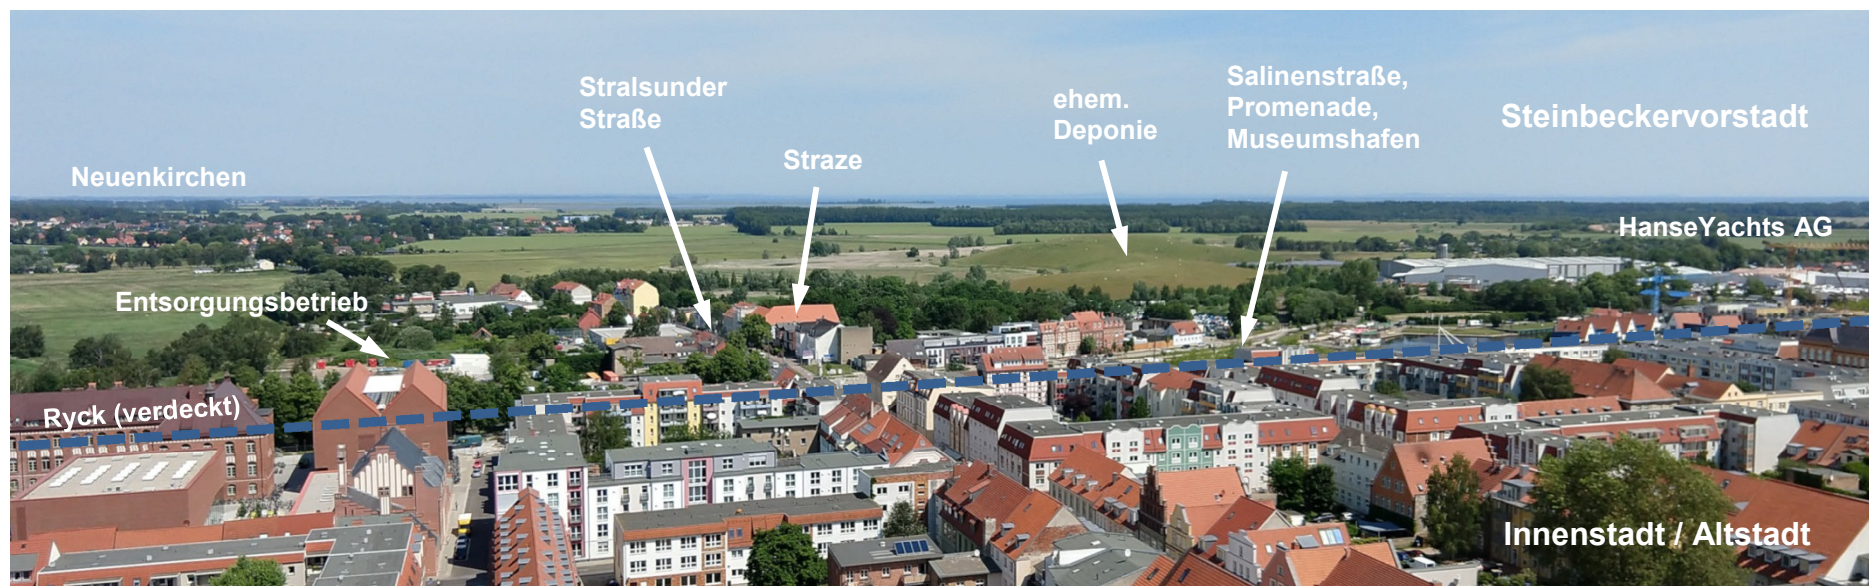 Stralsunder
Straße
Straze
ehem.
Deponie
Salinenstraße,
Promenade,
Museumshafen
Steinbeckervorstadt
Neuenkirchen
HanseYachts AG
Entsorgungsbetrieb
Ryck (verdeckt)
Innenstadt / Altstadt